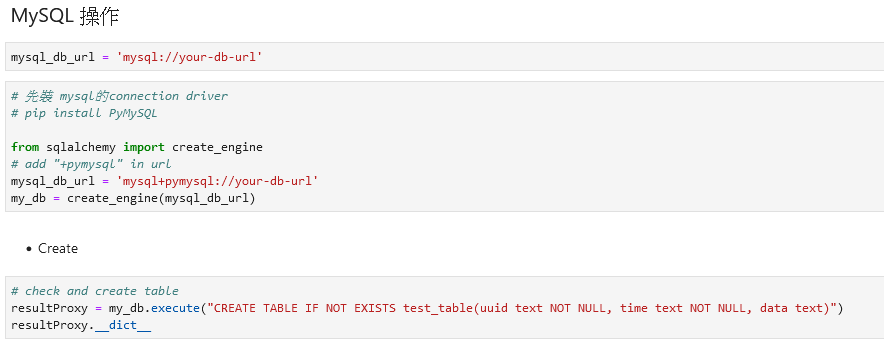 MySQL 操作
mysql_db_url = 'mysql://your-db-url'
# 先裝 mysql的connection driver
# pip install PyMySQL
from sqlalchemy import create_engine
# add "+pymysql" in url
mysql_db_url = 'mysql+pymysql://your-db-url'
my_db = create_engine(mysql_db_url)
• Create
# check and create table
resultProxy = my_db.execute("CREATE TABLE IF NOT EXISTS test_table(uuid text NOT NULL, time text NOT NULL, data text)")
resultProxy.__dict__